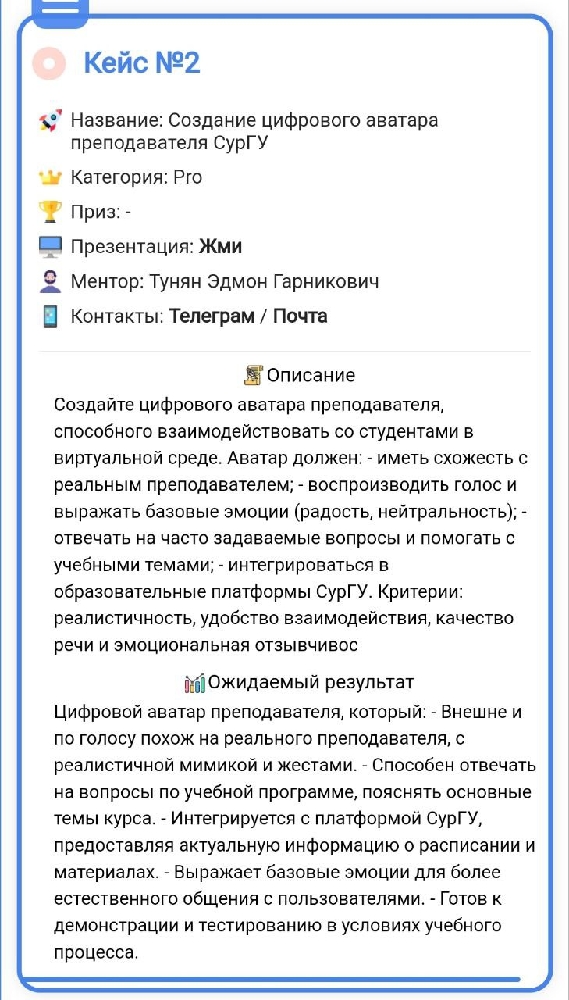 Кейс №2
Название: Создание цифрового аватара
преподавателя СурГУ
Категория: Pro
Приз: -
Презентация: Жми
Ментор: Тунян Эдмон Гарникович
Контакты: Телеграм / Почта
Описание
Создайте цифрового аватара преподавателя,
способного взаимодействовать со студентами в
виртуальной среде. Аватар должен: - иметь схожесть с
реальным преподавателем; - воспроизводить голос и
выражать базовые эмоции (радость, нейтральность); -
отвечать на часто задаваемые вопросы и помогать с
учебными темами; - интегрироваться в
образовательные платформы СурГУ. Критерии:
реалистичность, удобство взаимодействия, качество
речи и эмоциональная отзывчивос
Ожидаемый результат
Цифровой аватар преподавателя, который: - Внешне и
по голосу похож на реального преподавателя, с
реалистичной мимикой и жестами. - Способен отвечать
на вопросы по учебной программе, пояснять основные
темы курса. - Интегрируется с платформой СурГУ,
предоставляя актуальную информацию о расписании и
материалах. - Выражает базовые эмоции для более
естественного общения с пользователями. - Готов к
демонстрации и тестированию в условиях учебного
процесса.